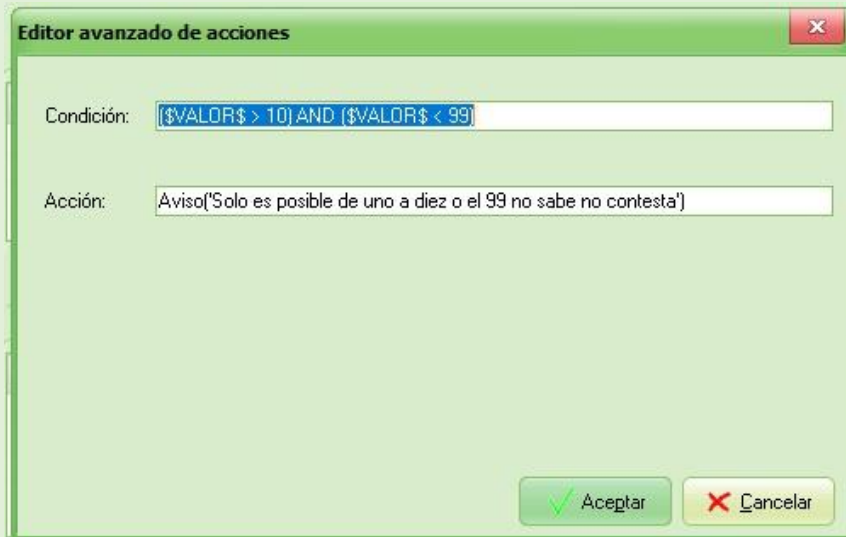 Editor avanzado de acciones
Condición: ($VALOR$ > 10) AND ($VALOR$ < 99)
Acción: Aviso('Solo es posible de uno a diez o el 99 no sabe no contesta')
Aceptar Cancelar